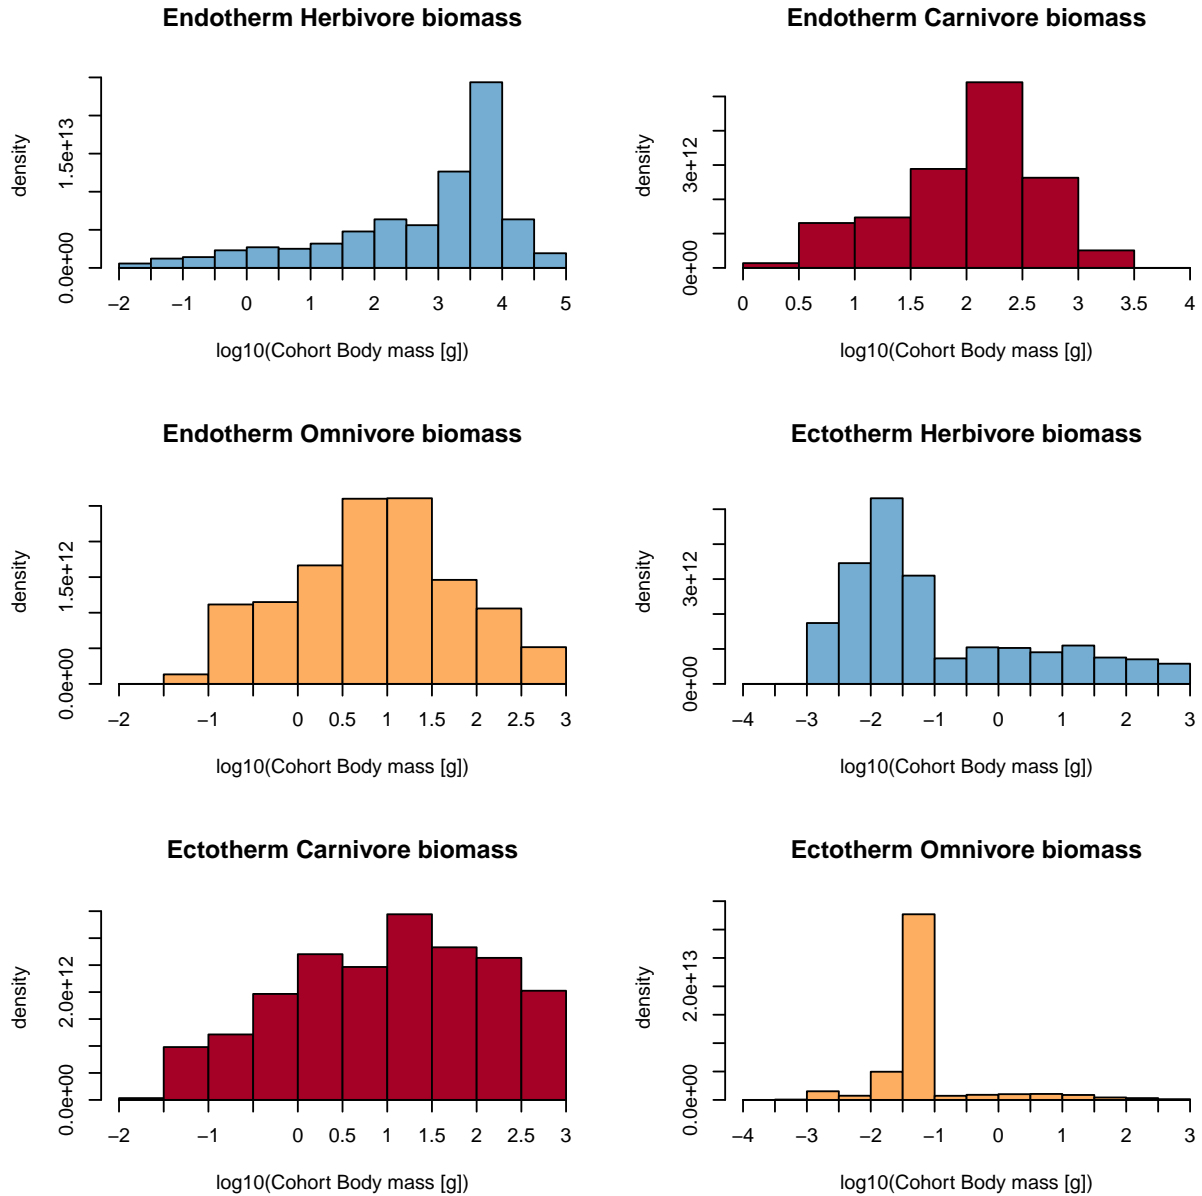 Endotherm Herbivore biomass
density
0.0e+00 1.5e+13
−2 −1 0 1 2 3 4 5
log10(Cohort Body mass [g])
Endotherm Carnivore biomass
density
0e+00 3e+12
0 0.5 1 1.5 2 2.5 3 3.5 4
log10(Cohort Body mass [g])
Endotherm Omnivore biomass
density
0.0e+00 1.5e+12
−2 −1 0 0.5 1 1.5 2 2.5 3
log10(Cohort Body mass [g])
Ectotherm Herbivore biomass
density
0e+00 3e+12
−4 −3 −2 −1 0 1 2 3
log10(Cohort Body mass [g])
Ectotherm Carnivore biomass
density
0.0e+00 2.0e+12
−2 −1 0 0.5 1 1.5 2 2.5 3
log10(Cohort Body mass [g])
Ectotherm Omnivore biomass
density
0.0e+00 2.0e+13
−4 −3 −2 −1 0 1 2 3
log10(Cohort Body mass [g])